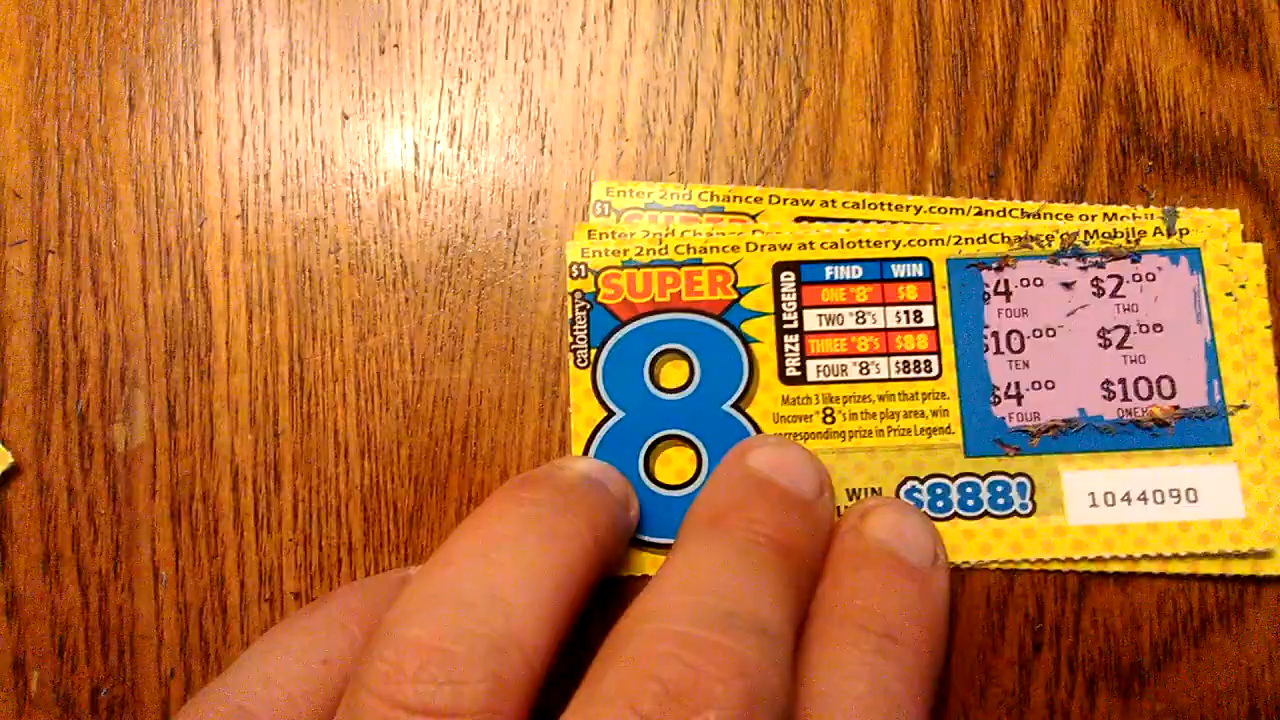 Enter 2nd Chance Draw at calottery.com/2ndChance or
$1
SUPER
Enter 2nd Chance Draw at calottery.com/2ndChance or Mobile App
$1
calottery
SUPER
8
PRIZE LEGEND
FIND WIN
ONE "8" $8
TWO "8"s $18
THREE "8"s $88
FOUR "8"s $888
Match 3 like prizes, win that prize.
Uncover "8"s in the play area, win
corresponding prize in Prize Legend.
WIN
$888!
$4.00 $2.00
FOUR TWO
$10.00 $2.00
TEN TWO
$4.00 $100
FOUR
1044090